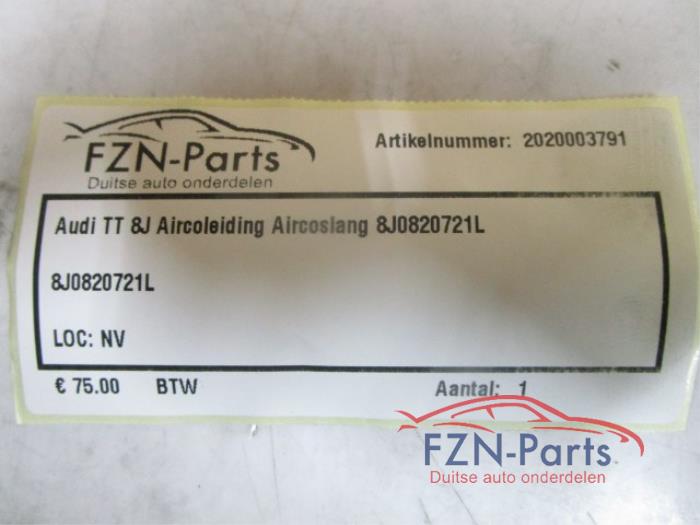 FZN-Parts
Duitse auto onderdelen
Artikelnummer: 2020003791
Audi TT 8J Aircoleiding Aircoslang 8J0820721L
8J0820721L
LOC: NV
€ 75.00 BTW Aantal: 1
FZN-Parts
Duitse auto onderdelen